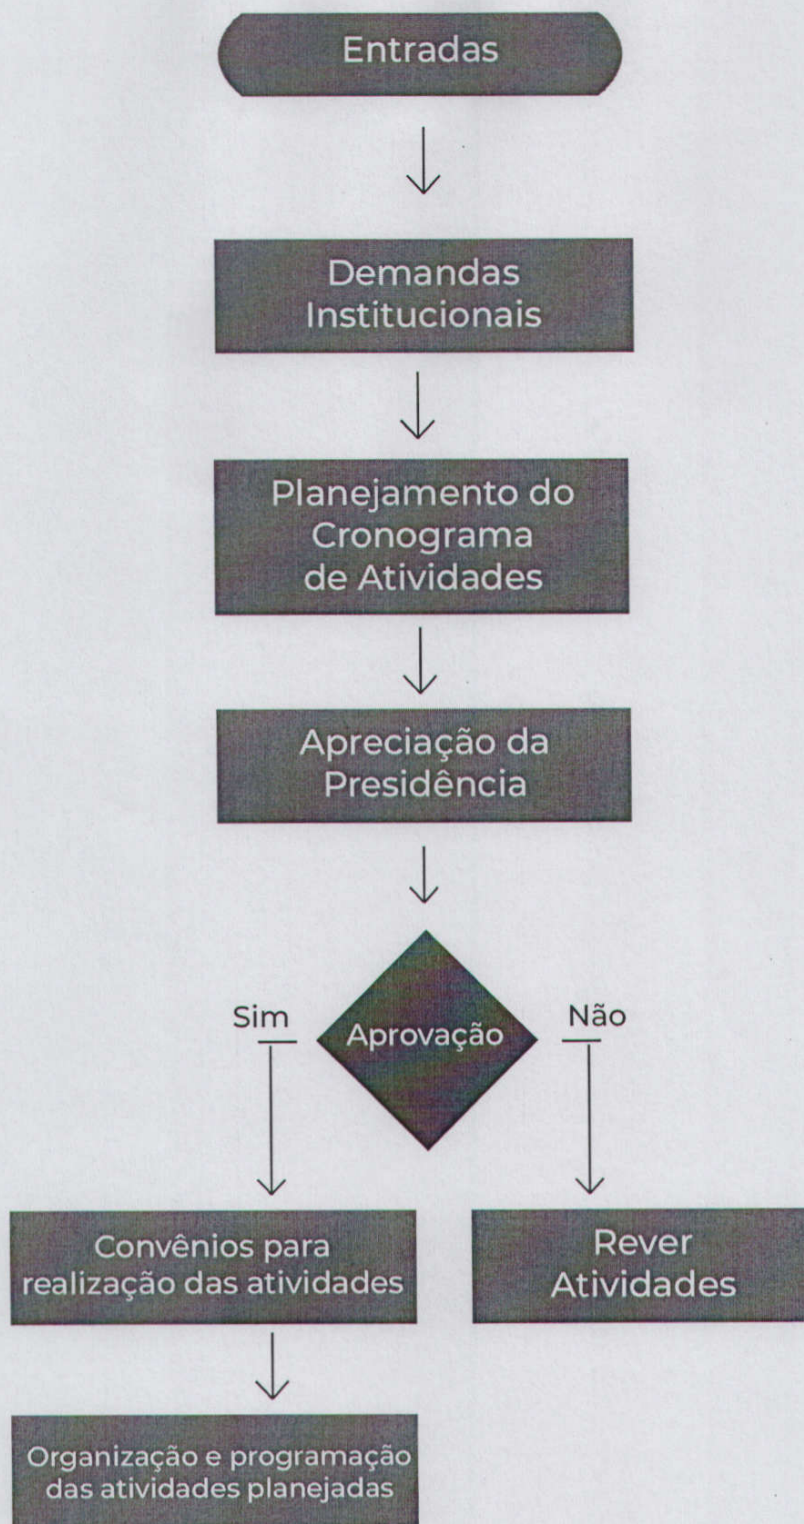 Entradas
Demandas
Institucionais
Planejamento do
Cronograma
de Atividades
Apreciação da
Presidência
Sim
Aprovação
Não
Convênios para
realização das atividades
Rever
Atividades
Organização e programação
das atividades planejadas